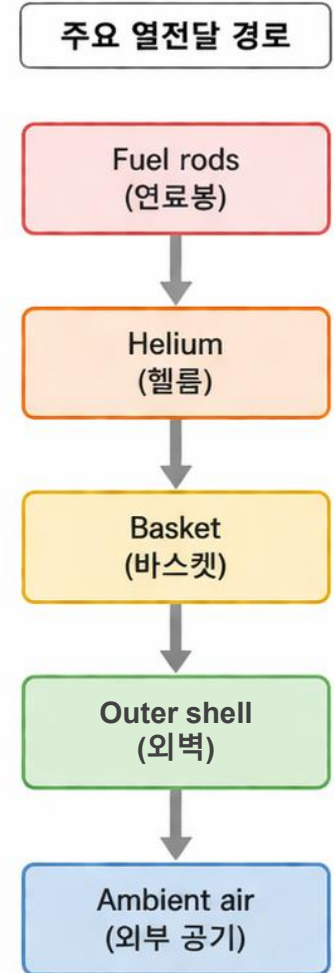 주요 열전달 경로
Fuel rods
(연료봉)
Helium
(헬륨)
Basket
(바스켓)
Outer shell
(외벽)
Ambient air
(외부 공기)